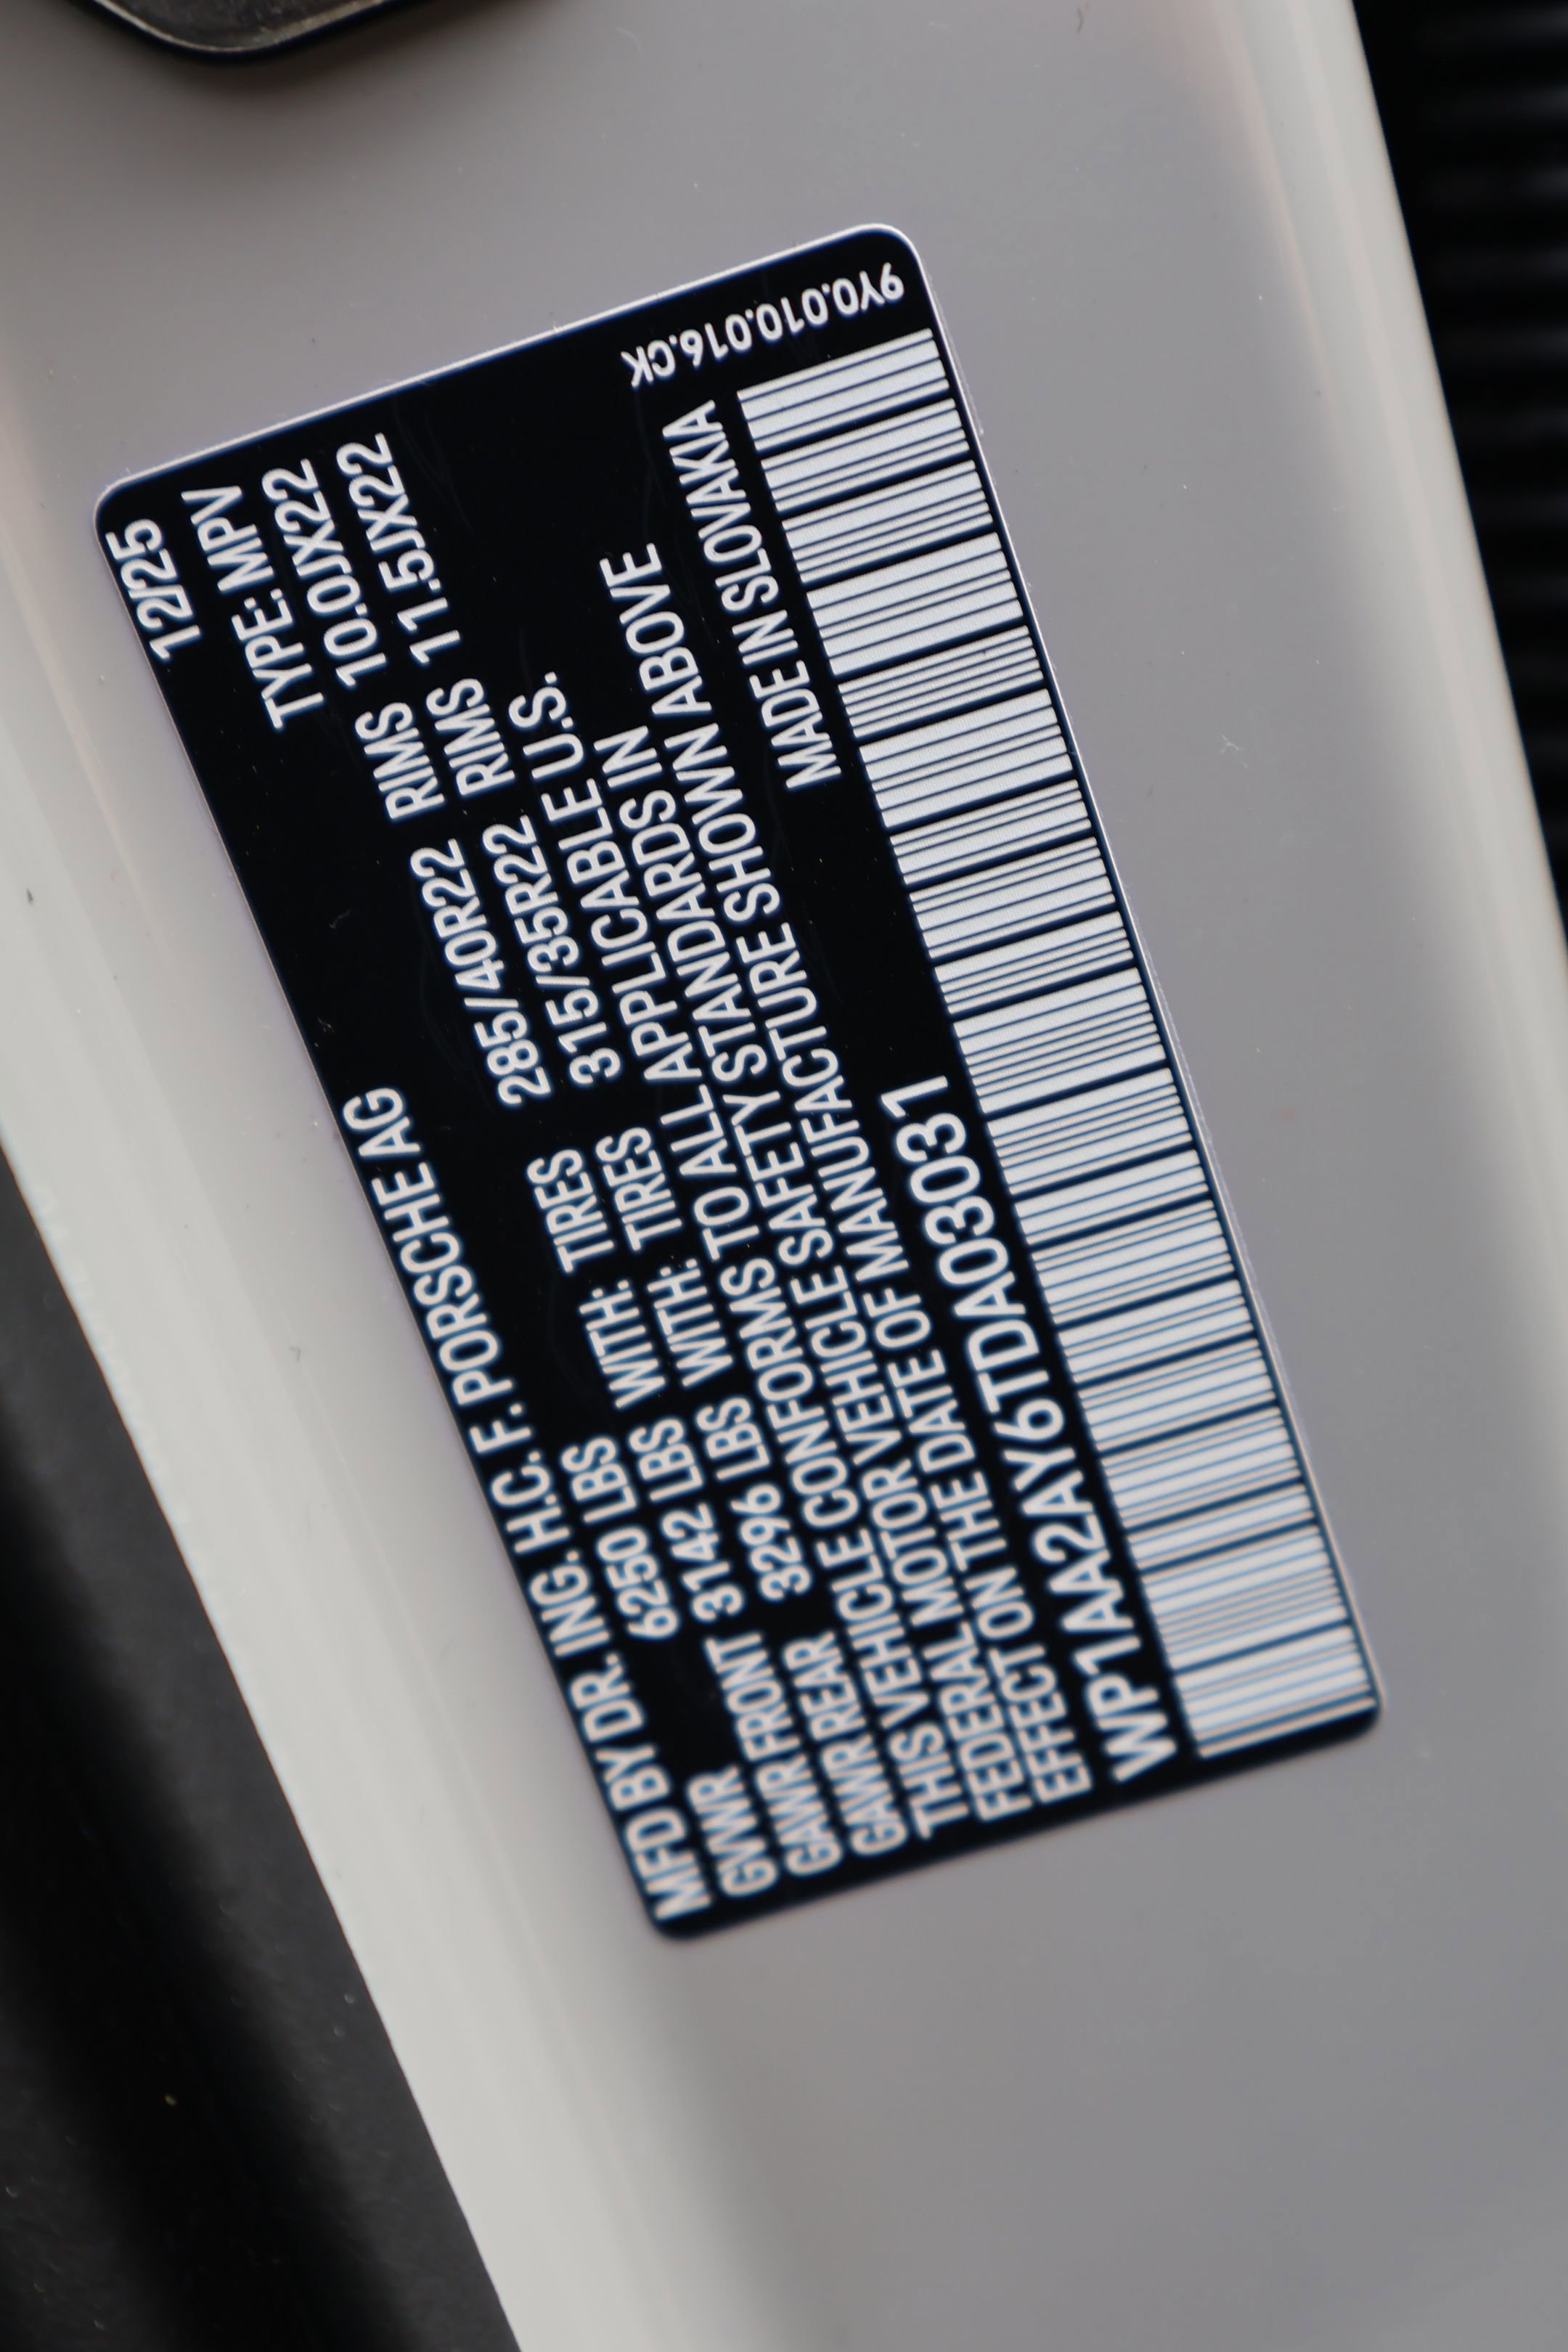 MFD BY DR. ING. H.C. F. PORSCHE AG 12/25
GVWR 6250 LBS TYPE: MPV
GAWR FRONT 3142 LBS WITH: TIRES 285/40R22 RIMS 10.0JX22
GAWR REAR 3296 LBS WITH: TIRES 315/35R22 RIMS 11.5JX22
THIS VEHICLE CONFORMS TO ALL APPLICABLE U.S.
FEDERAL MOTOR VEHICLE SAFETY STANDARDS IN
EFFECT ON THE DATE OF MANUFACTURE SHOWN ABOVE
WP1AA2AY6TDA03031 MADE IN SLOVAKIA
9Y0.010.016.CK